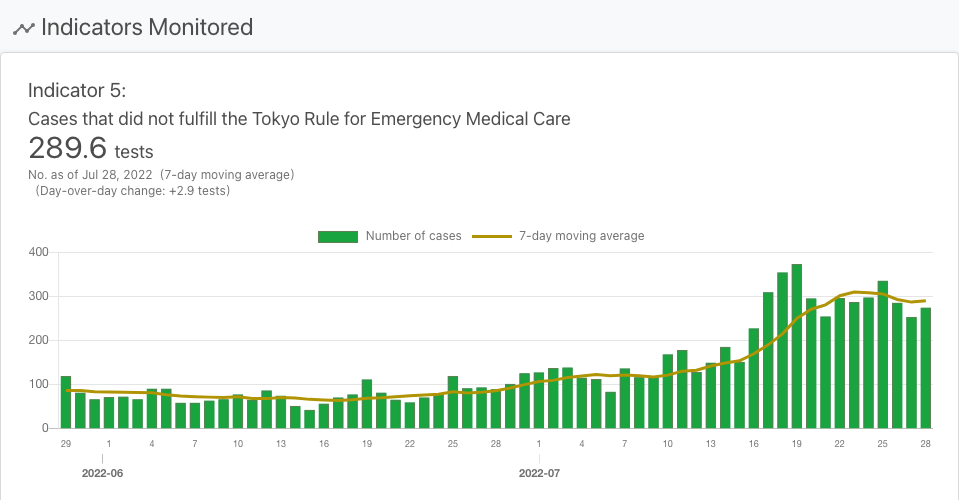 Indicators Monitored
Indicator 5:
Cases that did not fulfill the Tokyo Rule for Emergency Medical Care
289.6 tests
No. as of Jul 28, 2022 (7-day moving average)
(Day-over-day change: +2.9 tests)
Number of cases 7-day moving average
400
300
200
100
0
29 1 4 7 10 13 16 19 22 25 28 1 4 7 10 13 16 19 22 25 28
2022-06 2022-07